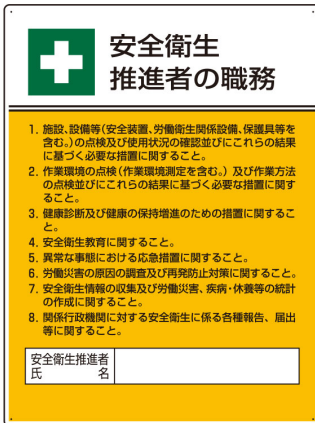 安全衛生
推進者の職務
1. 施設、設備等(安全装置、労働衛生関係設備、保護具等を
含む。)の点検及び使用状況の確認並びにこれらの結果
に基づく必要な措置に関すること。
2. 作業環境の点検(作業環境測定を含む。)及び作業方法
の点検並びにこれらの結果に基づく必要な措置に関す
ること。
3. 健康診断及び健康の保持増進のための措置に関するこ
と。
4. 安全衛生教育に関すること。
5. 異常な事態における応急措置に関すること。
6. 労働災害の原因の調査及び再発防止対策に関すること。
7. 安全衛生情報の収集及び労働災害、疾病・休養等の統計
の作成に関すること。
8. 関係行政機関に対する安全衛生に係る各種報告、届出
等に関すること。
安全衛生推進者
氏 名